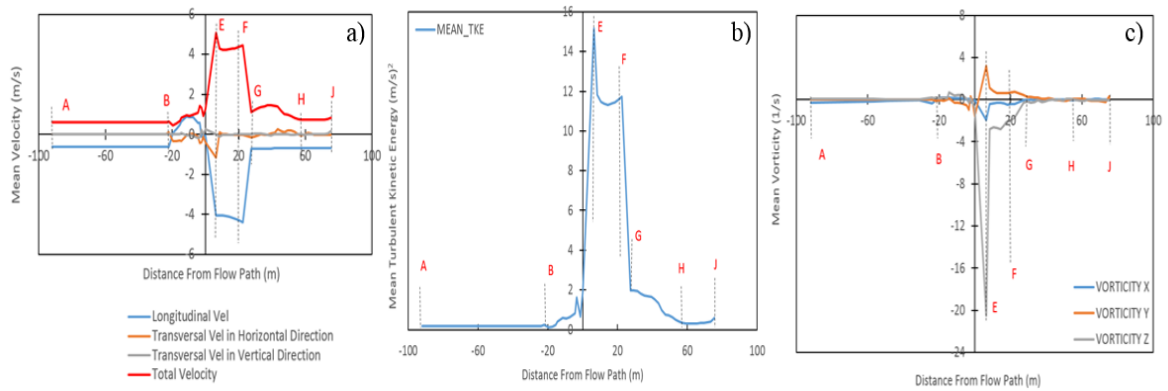 a)
6
4
2
0
-2
-4
-6
-100
-60
-20
20
60
100
A
B
E
F
G
H
J
Mean Velocity (m/s)
Distance From Flow Path (m)
Longitudinal Vel
Transversal Vel in Horizontal Direction
Transversal Vel in Vertical Direction
Total Velocity
b)
MEAN_TKE
16
14
12
10
8
6
4
2
0
-100
-60
-20
20
60
100
A
B
E
F
G
H
J
Mean Turbulent Kinetic Energy (m/s)²
Distance From Flow Path (m)
c)
8
4
0
-4
-8
-12
-16
-20
-24
-100
-60
-20
20
60
100
A
B
E
F
G
H
J
Mean Vorticity (1/s)
VORTICITY X
VORTICITY Y
VORTICITY Z
Distance From Flow Path (m)